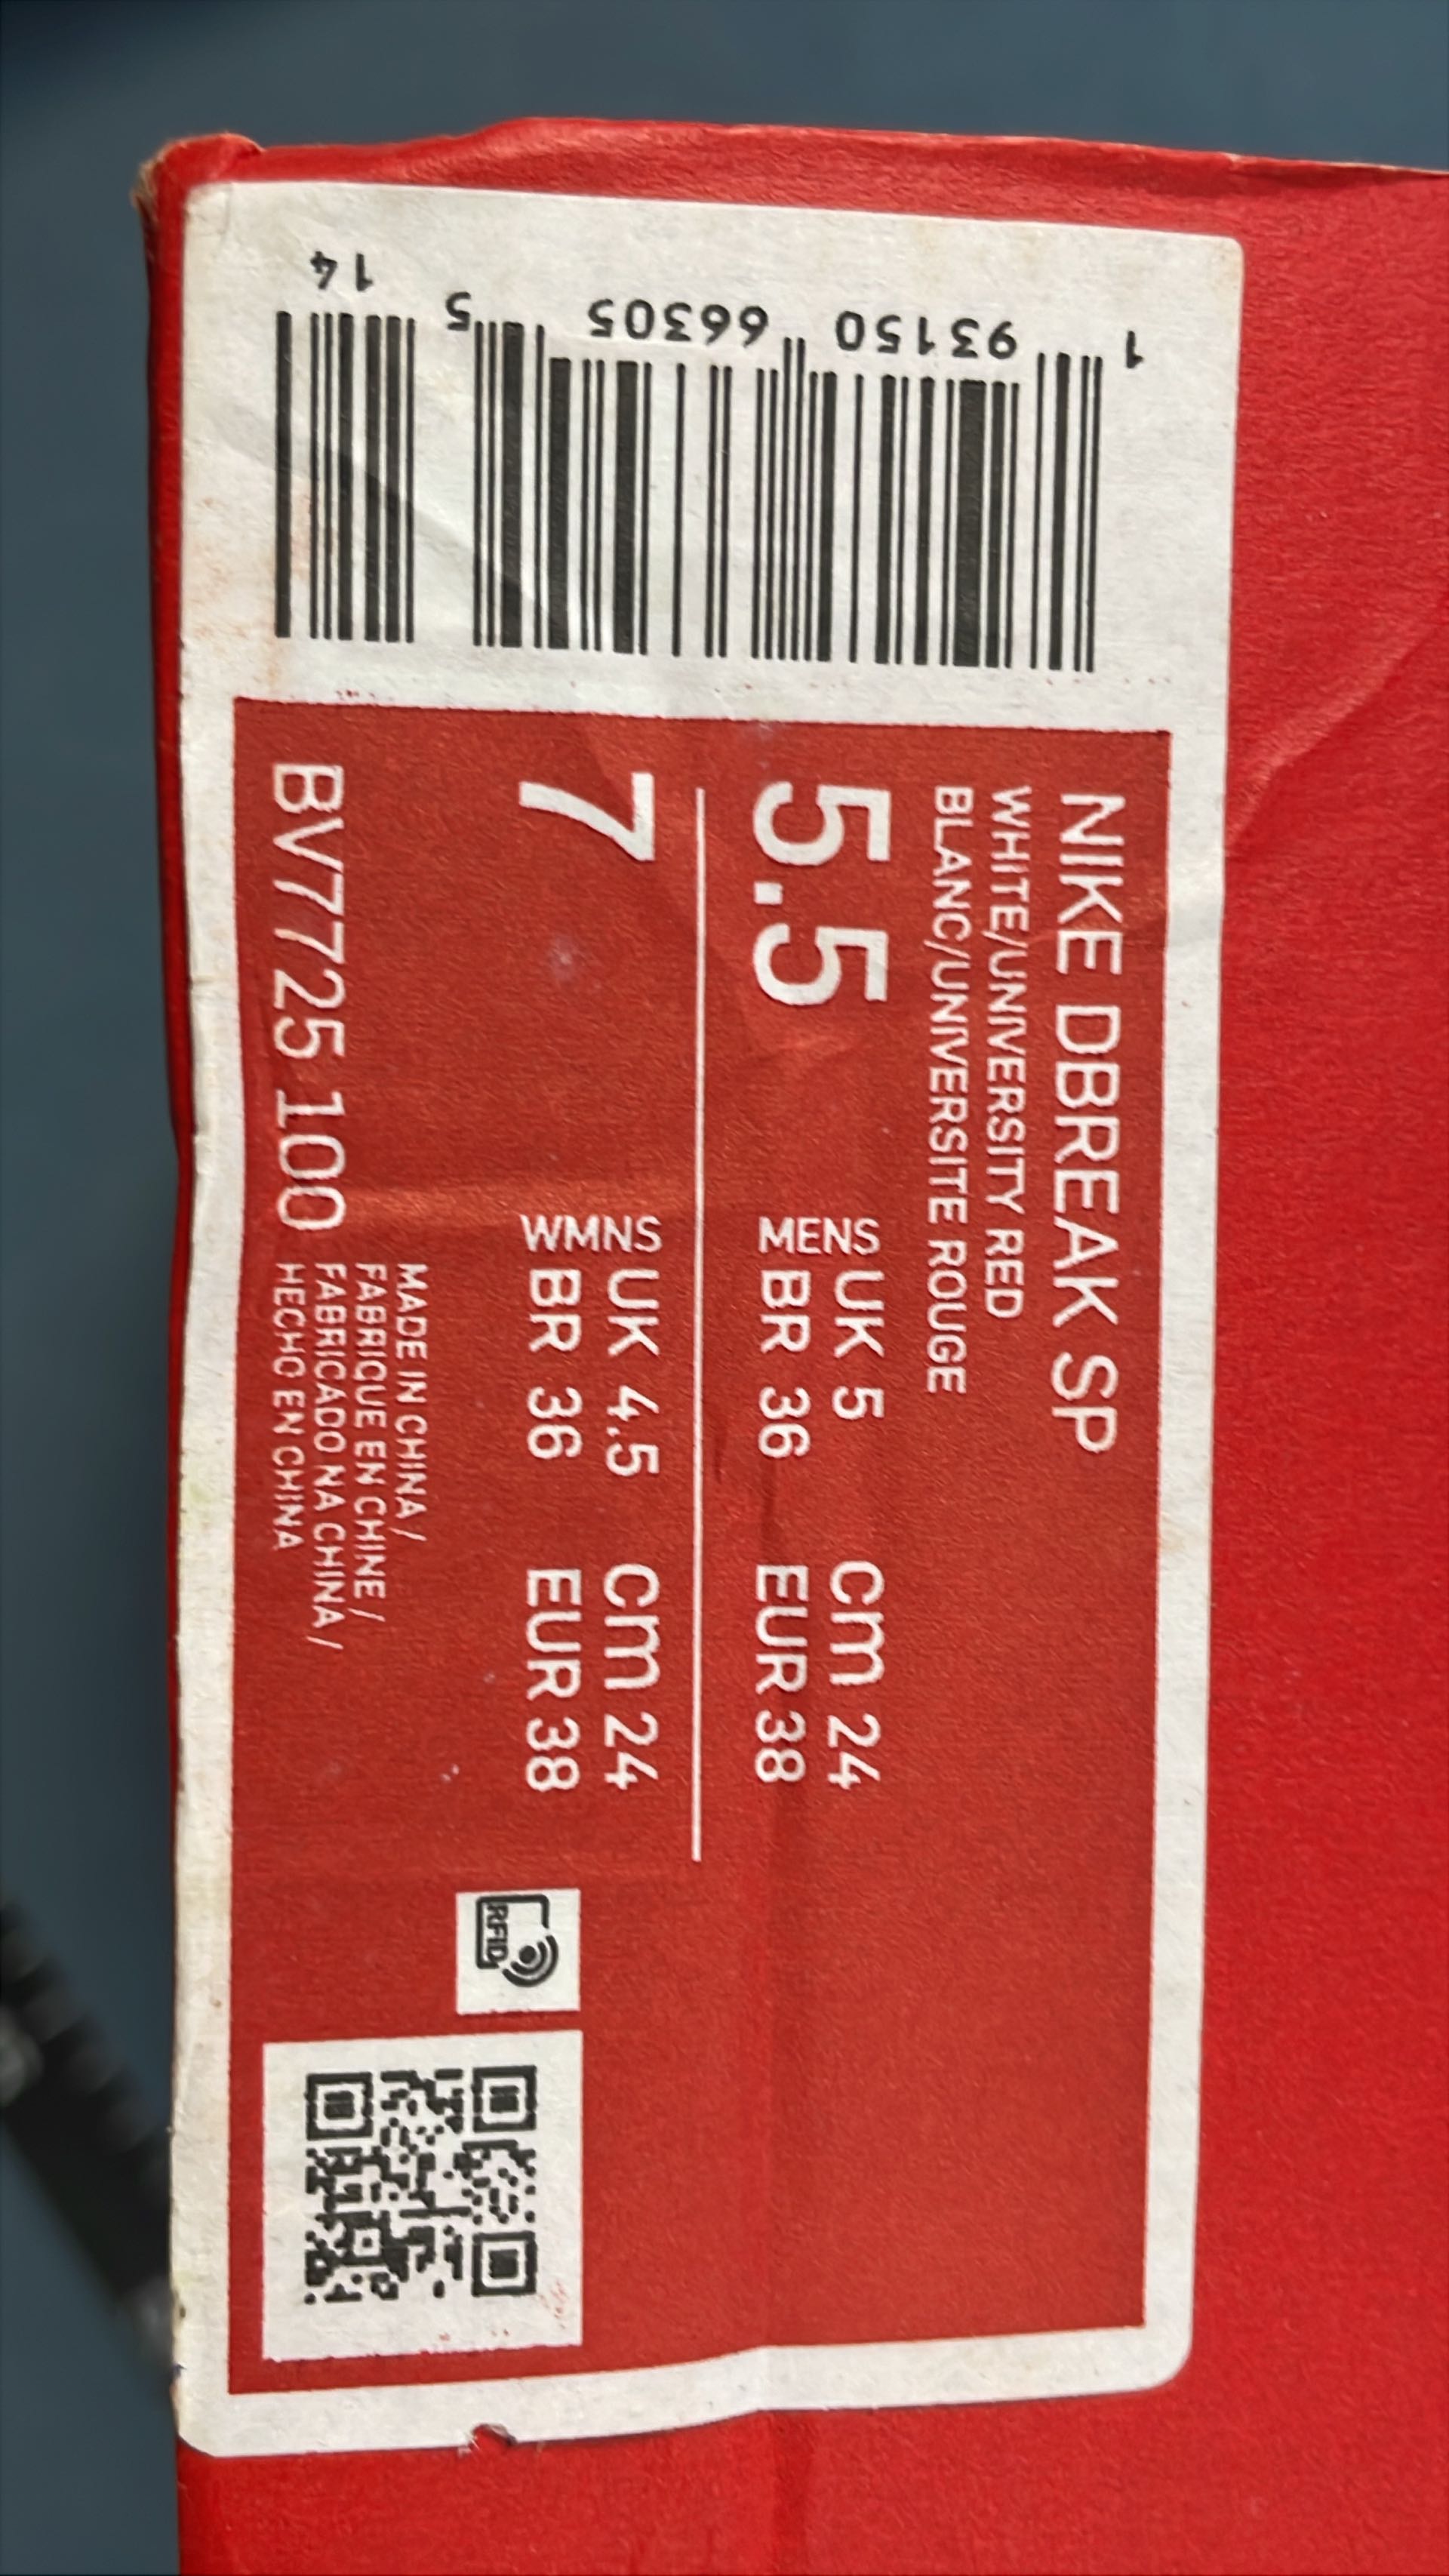 NIKE DBREAK SP
WHITE/UNIVERSITY RED
BLANC/UNIVERSITE ROUGE
5.5 MENS UK 5 cm 24
BR 36 EUR 38
7 WMNS UK 4.5 cm 24
BR 36 EUR 38
BV7725 100
MADE IN CHINA /
FABRIQUE EN CHINE /
FABRICADO NA CHINA /
HECHO EN CHINA
RFID
1 93150 66305 5
14